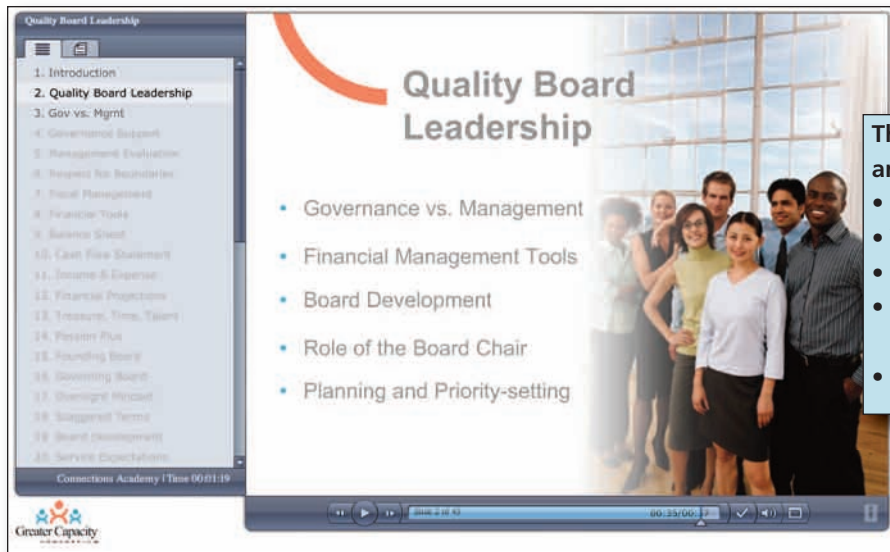 Quality Board Leadership
1. Introduction
2. Quality Board Leadership
3. Gov vs. Mgmt
4. Governance Support
5. Management Evaluation
6. Respect for Boundaries
7. Fiscal Management
8. Financial Tools
9. Balance Sheet
10. Cash Flow Statement
11. Income & Expense
12. Financial Projections
13. Treasure, Time, Talent
14. Passion Plus
15. Founding Board
16. Governing Board
17. Oversight Mindset
18. Staggered Terms
19. Board Development
20. Service Expectations
Connections Academy | Time 00:01:19
Greater Capacity
Quality Board
Leadership
• Governance vs. Management
• Financial Management Tools
• Board Development
• Role of the Board Chair
• Planning and Priority-setting
Slide 2 of 43
00:35/00:37
Th
an
•
•
•
•
•